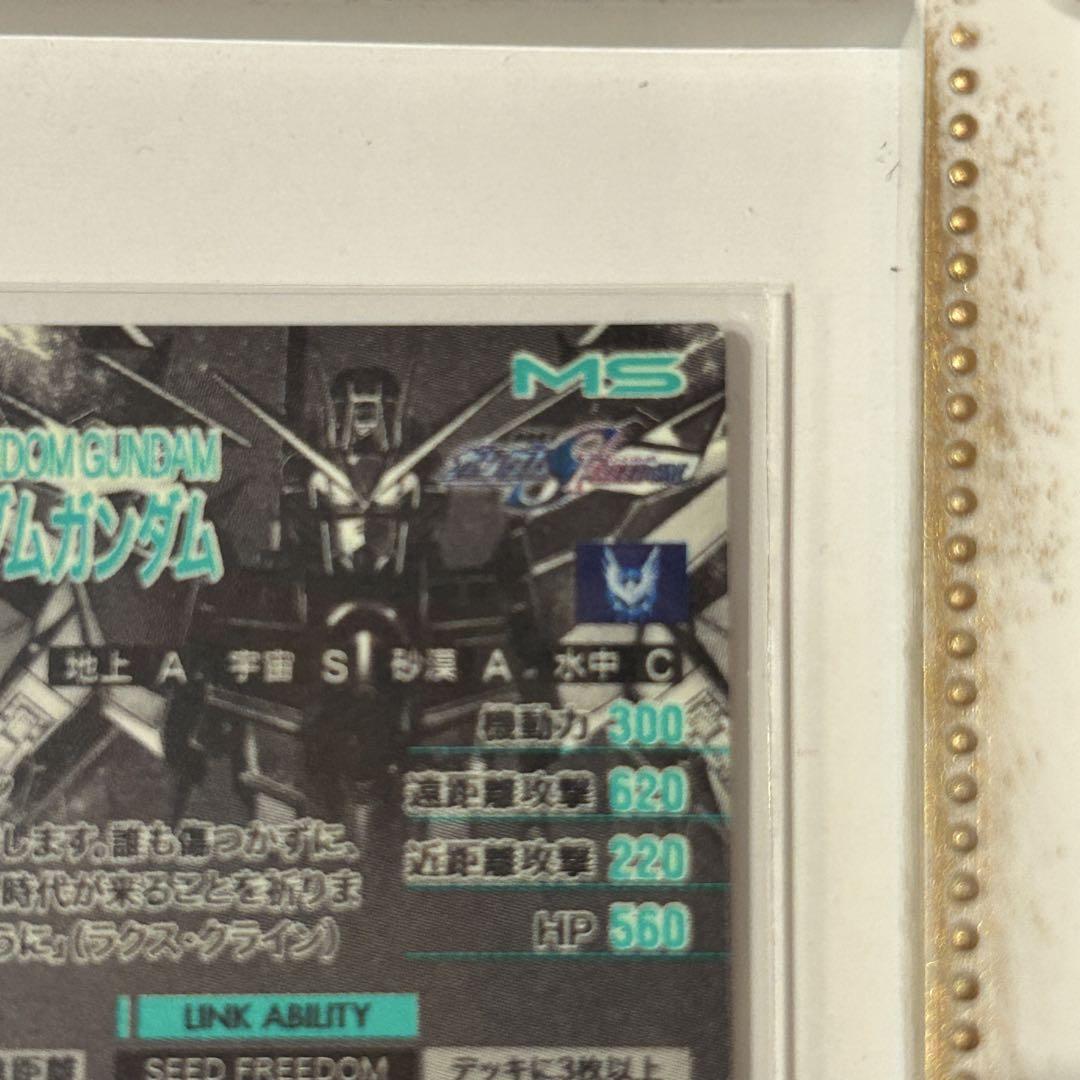 MS
DOM GUNDAM
ダムガンダム
地上 A 宇宙 S 砂漠 A 水中 C
機動力 300
遠距離攻撃 620
近距離攻撃 220
HP 560
します。誰も傷つかずに、
時代が来ることを祈りま
うに」(ラクス・クライン)
LINK ABILITY
距離
SEED FREEDOM
デッキに3枚以上